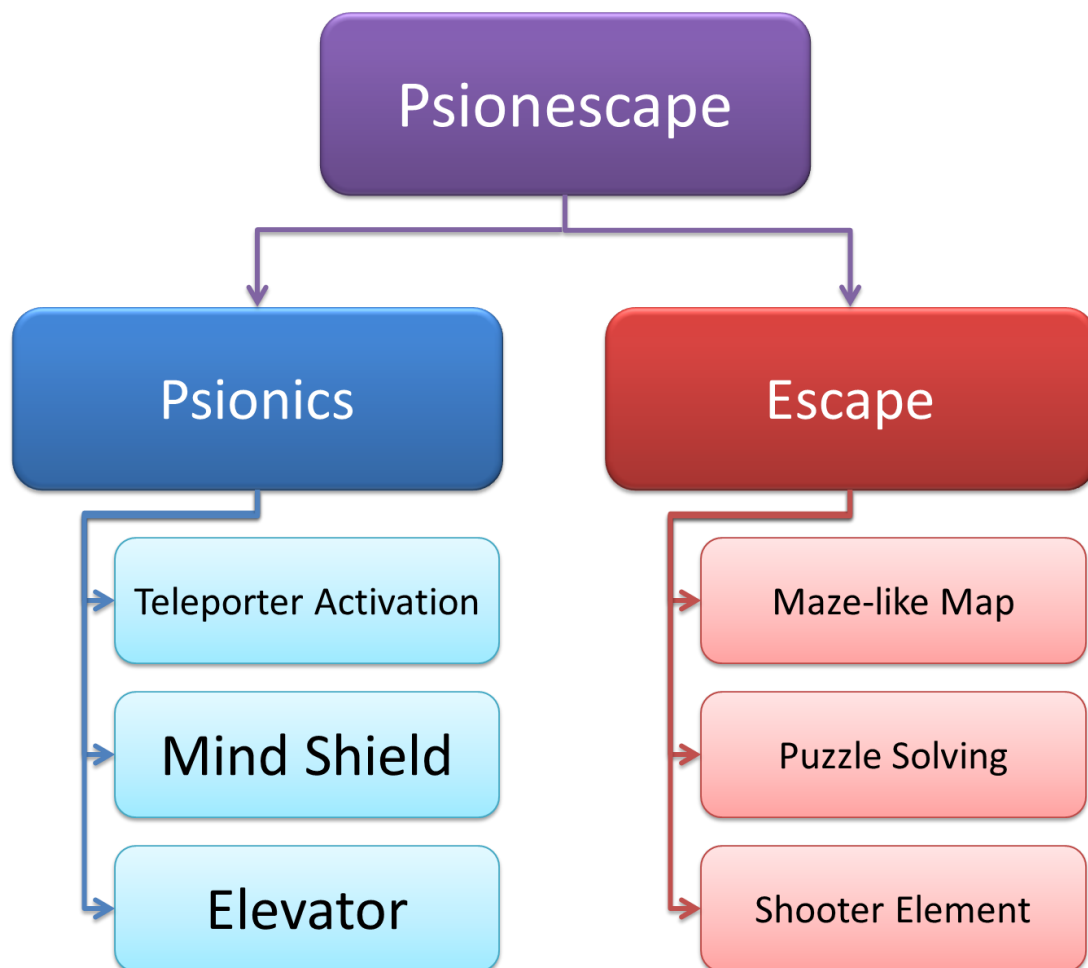 Psionescape
Psionics
Escape
Teleporter Activation
Maze-like Map
Mind Shield
Puzzle Solving
Elevator
Shooter Element